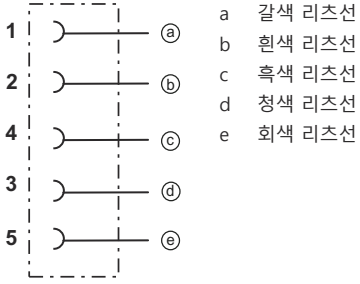 1 ⓐ a 갈색 리츠선
2 ⓑ b 흰색 리츠선
4 ⓒ c 흑색 리츠선
3 ⓓ d 청색 리츠선
5 ⓔ e 회색 리츠선